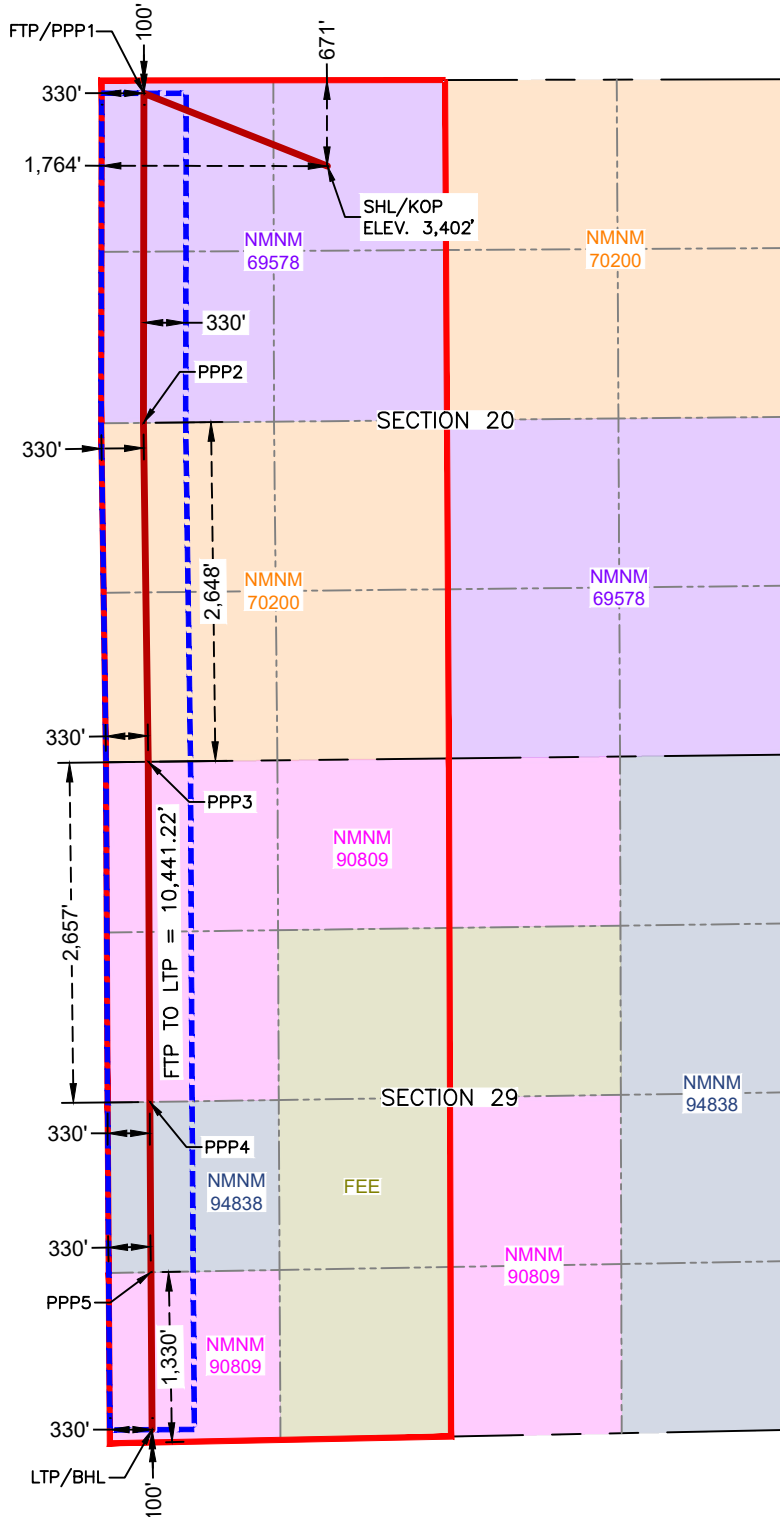 FTP/PPP1
100'
671'
330'
1,764'
SHL/KOP
ELEV. 3,402'
NMNM
69578
NMNM
70200
330'
PPP2
SECTION 20
330'
2,648'
NMNM
70200
NMNM
69578
330'
PPP3
2,657'
FTP TO LTP = 10,441.22'
NMNM
90809
SECTION 29
NMNM
94838
330'
PPP4
NMNM
94838
FEE
330'
NMNM
90809
PPP5
1,330'
NMNM
90809
330'
LTP/BHL
100'